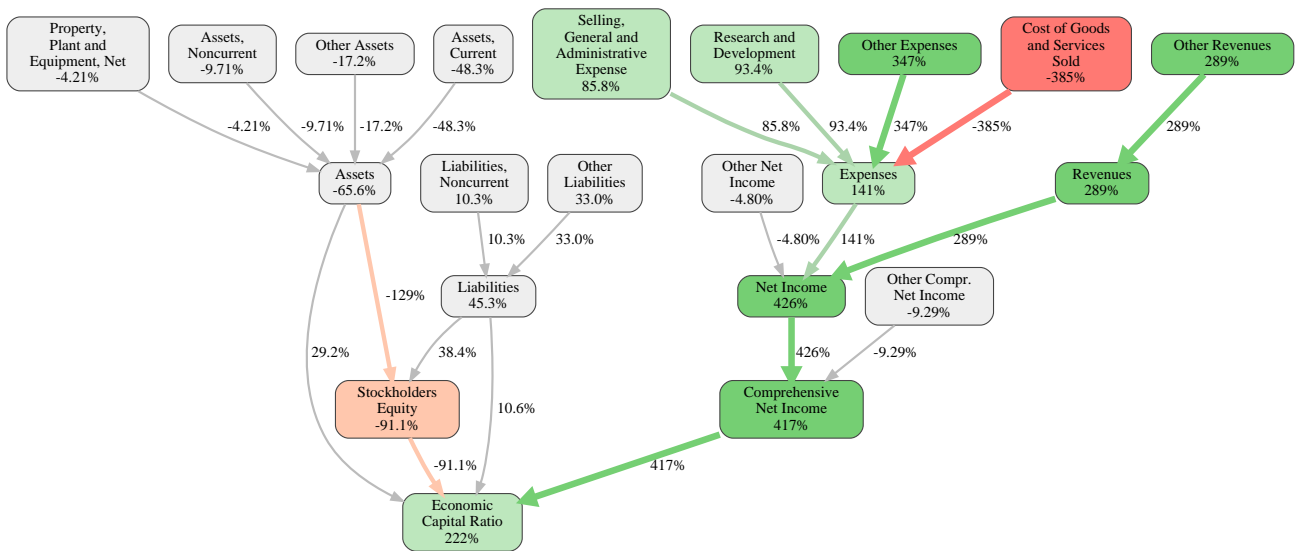 Property,
Plant and
Equipment, Net
-4.21%
Assets,
Noncurrent
-9.71%
Other Assets
-17.2%
Assets,
Current
-48.3%
Selling,
General and
Administrative
Expense
85.8%
Research and
Development
93.4%
Other Expenses
347%
Cost of Goods
and Services
Sold
-385%
Other Revenues
289%
-4.21%
-9.71%
-17.2%
-48.3%
85.8%
93.4%
347%
-385%
289%
Assets
-65.6%
Liabilities,
Noncurrent
10.3%
Other
Liabilities
33.0%
Other Net
Income
-4.80%
Expenses
141%
Revenues
289%
10.3%
33.0%
-4.80%
141%
289%
-129%
Liabilities
45.3%
Net Income
426%
Other Compr.
Net Income
-9.29%
29.2%
38.4%
426%
-9.29%
Stockholders
Equity
-91.1%
10.6%
Comprehensive
Net Income
417%
-91.1%
417%
Economic
Capital Ratio
222%